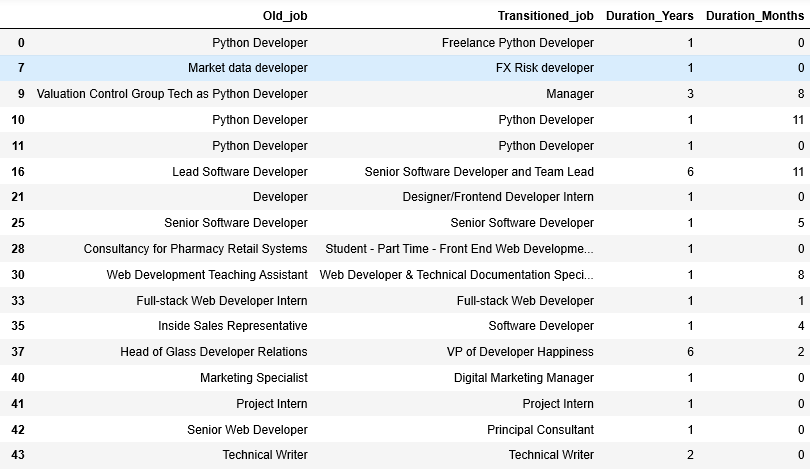 Old_job Transitioned_job Duration_Years Duration_Months
0 Python Developer Freelance Python Developer 1 0
7 Market data developer FX Risk developer 1 0
9 Valuation Control Group Tech as Python Developer Manager 3 8
10 Python Developer Python Developer 1 11
11 Python Developer Python Developer 1 0
16 Lead Software Developer Senior Software Developer and Team Lead 6 11
21 Developer Designer/Frontend Developer Intern 1 0
25 Senior Software Developer Senior Software Developer 1 5
28 Consultancy for Pharmacy Retail Systems Student - Part Time - Front End Web Developme... 1 0
30 Web Development Teaching Assistant Web Developer & Technical Documentation Speci... 1 8
33 Full-stack Web Developer Intern Full-stack Web Developer 1 1
35 Inside Sales Representative Software Developer 1 4
37 Head of Glass Developer Relations VP of Developer Happiness 6 2
40 Marketing Specialist Digital Marketing Manager 1 0
41 Project Intern Project Intern 1 0
42 Senior Web Developer Principal Consultant 1 0
43 Technical Writer Technical Writer 2 0